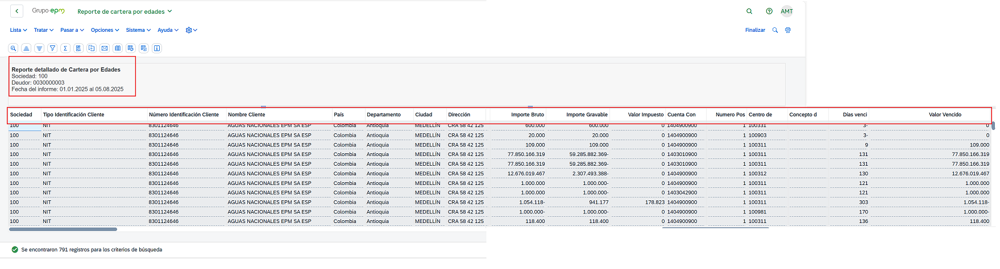 Grupo·epm Reporte de cartera por edades AMT
Lista Tratar Pasar a Opciones Sistema Ayuda Finalizar
Reporte detallado de Cartera por Edades
Sociedad: 100
Deudor: 0030000003
Fecha del informe: 01.01.2025 al 05.08.2025
Sociedad Tipo Identificación Cliente Número Identificación Cliente Nombre Cliente País Departamento Ciudad Dirección Importe Bruto Importe Gravable Valor Impuesto Cuenta Con Numero Pos Centro de Concepto d Días venci Valor Vencido
100 NIT 8301124646 AGUAS NACIONALES EPM SA ESP Colombia Antioquia MEDELLÍN CRA 58 42 125 600.000 600.000 0 1404900900 1 100331 3- 0
100 NIT 8301124646 AGUAS NACIONALES EPM SA ESP Colombia Antioquia MEDELLÍN CRA 58 42 125 20.000 20.000 0 1404900900 1 100903 3- 0
100 NIT 8301124646 AGUAS NACIONALES EPM SA ESP Colombia Antioquia MEDELLÍN CRA 58 42 125 109.000 109.000 0 1404900900 1 100311 9 109.000
100 NIT 8301124646 AGUAS NACIONALES EPM SA ESP Colombia Antioquia MEDELLÍN CRA 58 42 125 77.850.166.319 59.285.882.369- 0 1403010900 1 100311 131 77.850.166.319
100 NIT 8301124646 AGUAS NACIONALES EPM SA ESP Colombia Antioquia MEDELLÍN CRA 58 42 125 77.850.166.319 59.285.882.369- 0 1403010900 1 100311 131 77.850.166.319
100 NIT 8301124646 AGUAS NACIONALES EPM SA ESP Colombia Antioquia MEDELLÍN CRA 58 42 125 12.676.019.467 2.307.493.388- 0 1404900900 1 100312 130 12.676.019.467
100 NIT 8301124646 AGUAS NACIONALES EPM SA ESP Colombia Antioquia MEDELLÍN CRA 58 42 125 1.000.000 1.000.000- 0 1404900900 1 100311 121 1.000.000
100 NIT 8301124646 AGUAS NACIONALES EPM SA ESP Colombia Antioquia MEDELLÍN CRA 58 42 125 1.000.000 1.000.000- 0 1403042900 1 100311 121 1.000.000
100 NIT 8301124646 AGUAS NACIONALES EPM SA ESP Colombia Antioquia MEDELLÍN CRA 58 42 125 1.054.118- 941.177 178.823 1404900900 1 100311 303 1.054.118-
100 NIT 8301124646 AGUAS NACIONALES EPM SA ESP Colombia Antioquia MEDELLÍN CRA 58 42 125 1.000.000- 1.000.000- 0 1404900900 1 100981 170 1.000.000-
100 NIT 8301124646 AGUAS NACIONALES EPM SA ESP Colombia Antioquia MEDELLÍN CRA 58 42 125 118.400 118.400 0 1404900900 1 100311 136 118.400
Se encontraron 791 registros para los criterios de búsqueda